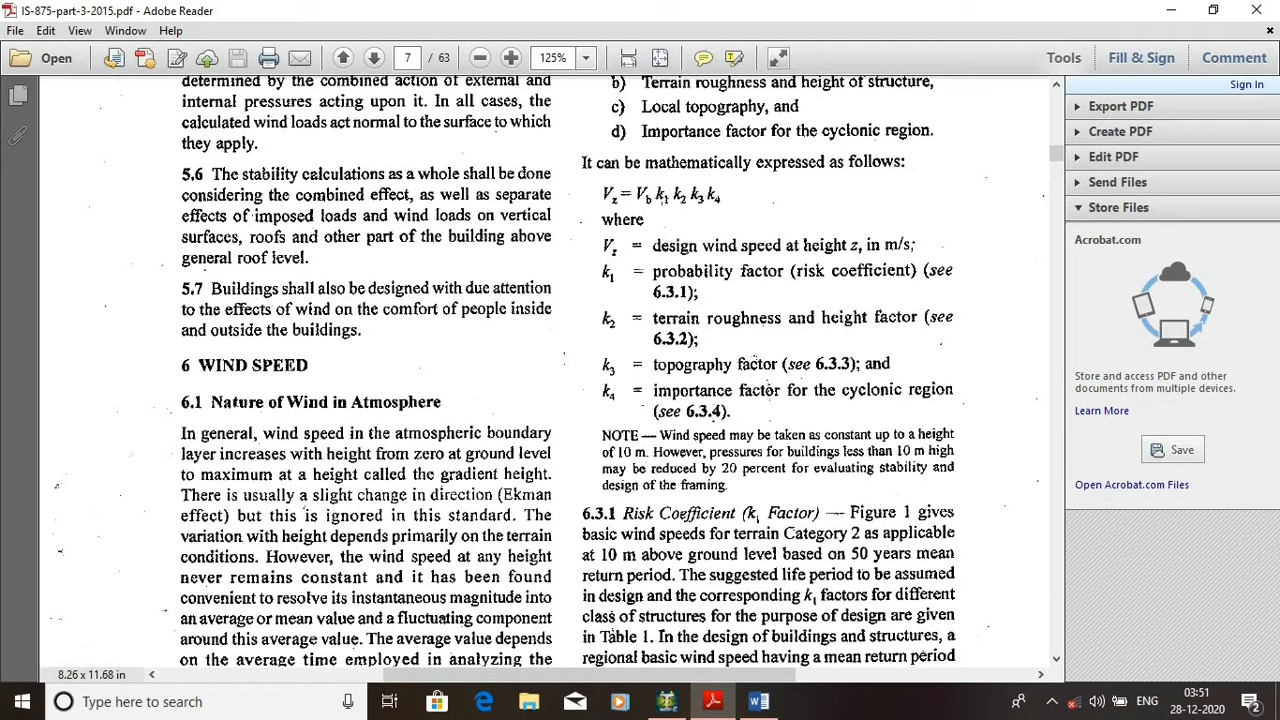 IS-875-part-3-2015.pdf - Adobe Reader
File Edit View Window Help
Open
7 / 63
125%
Tools
Fill & Sign
Comment
determined by the combined action of external and
internal pressures acting upon it. In all cases, the
calculated wind loads act normal to the surface to which
they apply.
5.6 The stability calculations as a whole shall be done
considering the combined effect, as well as separate
effects of imposed loads and wind loads on vertical
surfaces, roofs and other part of the building above
general roof level.
5.7 Buildings shall also be designed with due attention
to the effects of wind on the comfort of people inside
and outside the buildings.
6 WIND SPEED
6.1 Nature of Wind in Atmosphere
In general, wind speed in the atmospheric boundary
layer increases with height from zero at ground level
to maximum at a height called the gradient height.
There is usually a slight change in direction (Ekman
effect) but this is ignored in this standard. The
variation with height depends primarily on the terrain
conditions. However, the wind speed at any height
never remains constant and it has been found
convenient to resolve its instantaneous magnitude into
an average or mean value and a fluctuating component
around this average value. The average value depends
on the average time employed in analyzing the
b) Terrain roughness and height of structure,
c) Local topography, and
d) Importance factor for the cyclonic region.
It can be mathematically expressed as follows:
Vz = Vb k1 k2 k3 k4
where
Vz = design wind speed at height z, in m/s;
k1 = probability factor (risk coefficient) (see
6.3.1);
k2 = terrain roughness and height factor (see
6.3.2);
k3 = topography factor (see 6.3.3); and
k4 = importance factor for the cyclonic region
(see 6.3.4).
NOTE — Wind speed may be taken as constant up to a height
of 10 m. However, pressures for buildings less than 10 m high
may be reduced by 20 percent for evaluating stability and
design of the framing.
6.3.1 Risk Coefficient (k1 Factor) — Figure 1 gives
basic wind speeds for terrain Category 2 as applicable
at 10 m above ground level based on 50 years mean
return period. The suggested life period to be assumed
in design and the corresponding k1 factors for different
class of structures for the purpose of design are given
in Table 1. In the design of buildings and structures, a
regional basic wind speed having a mean return period
Sign In
Export PDF
Create PDF
Edit PDF
Send Files
Store Files
Acrobat.com
Store and access PDF and other
documents from multiple devices.
Learn More
Save
Open Acrobat.com Files
8.26 x 11.68 in
Type here to search
ENG
03:51
28-12-2020
2